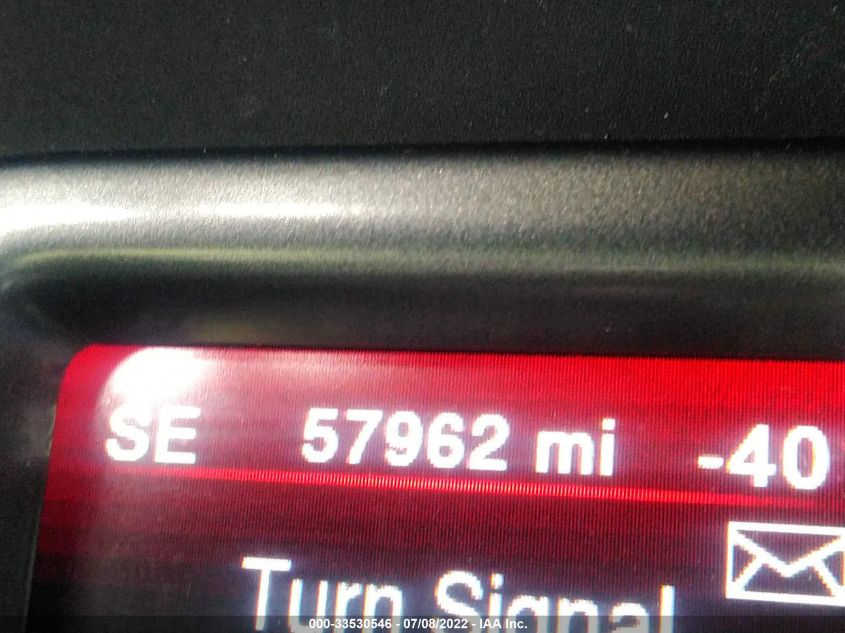 SE 57962 mi -40
Turn Signal
000-33530546 - 07/08/2022 - IAA Inc.